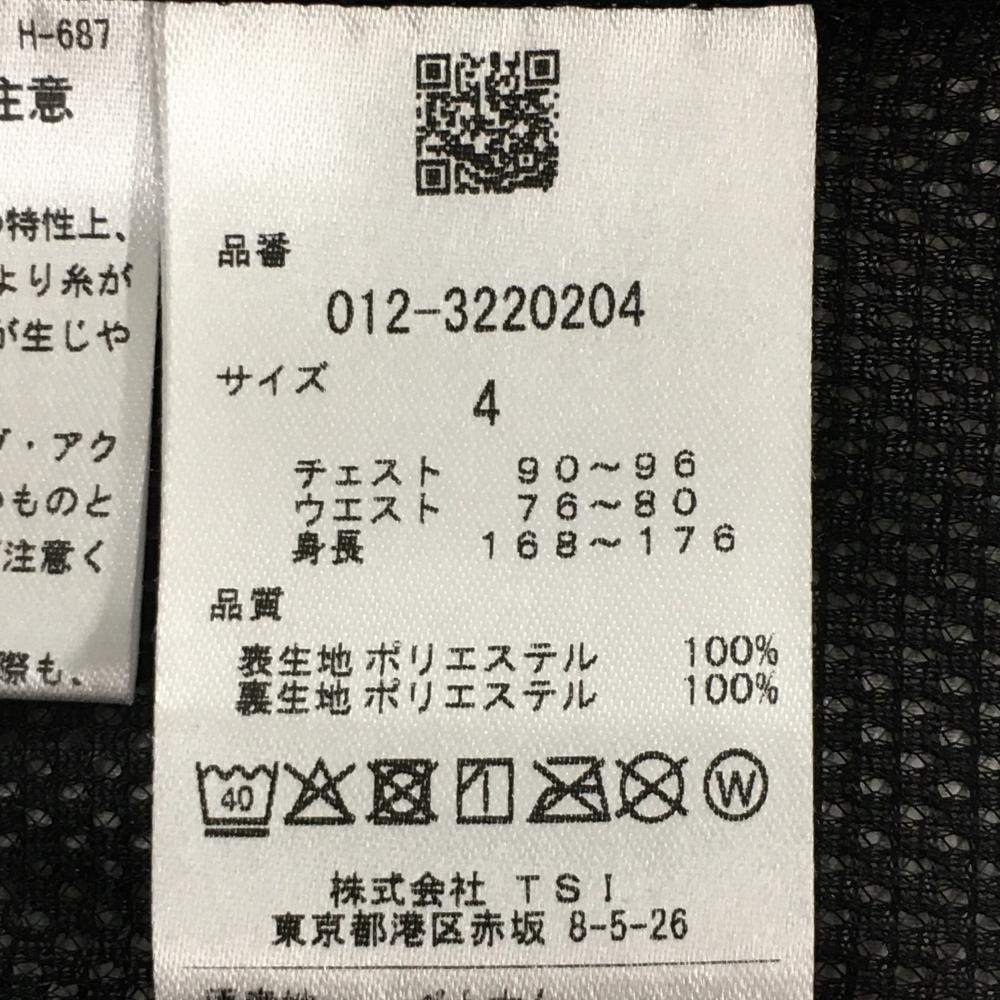 H-687
注意
特性上、
より糸が
が生じや
・アク
ものと
注意く
際も、
品番
012-3220204
サイズ
4
チェスト 90~96
ウエスト 76~80
身長 168~176
品質
表生地 ポリエステル 100%
裏生地 ポリエステル 100%
40
W
株式会社 TSI
東京都港区赤坂 8-5-26